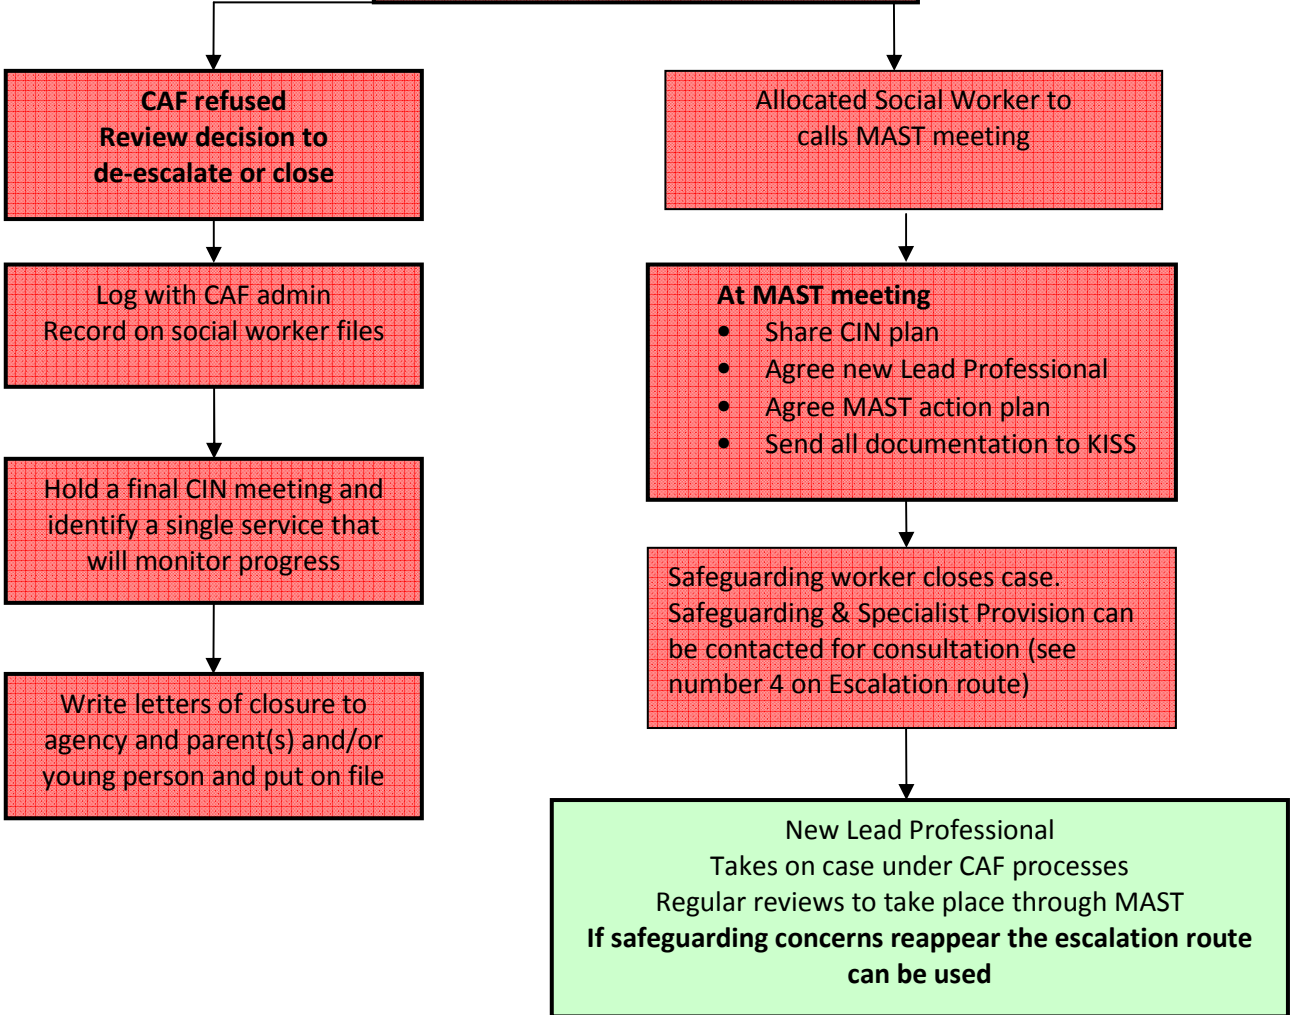 CAF refused
Review decision to
de-escalate or close
Log with CAF admin
Record on social worker files
Hold a final CIN meeting and
identify a single service that
will monitor progress
Write letters of closure to
agency and parent(s) and/or
young person and put on file
Allocated Social Worker to
calls MAST meeting
At MAST meeting
• Share CIN plan
• Agree new Lead Professional
• Agree MAST action plan
• Send all documentation to KISS
Safeguarding worker closes case.
Safeguarding & Specialist Provision can
be contacted for consultation (see
number 4 on Escalation route)
New Lead Professional
Takes on case under CAF processes
Regular reviews to take place through MAST
If safeguarding concerns reappear the escalation route
can be used